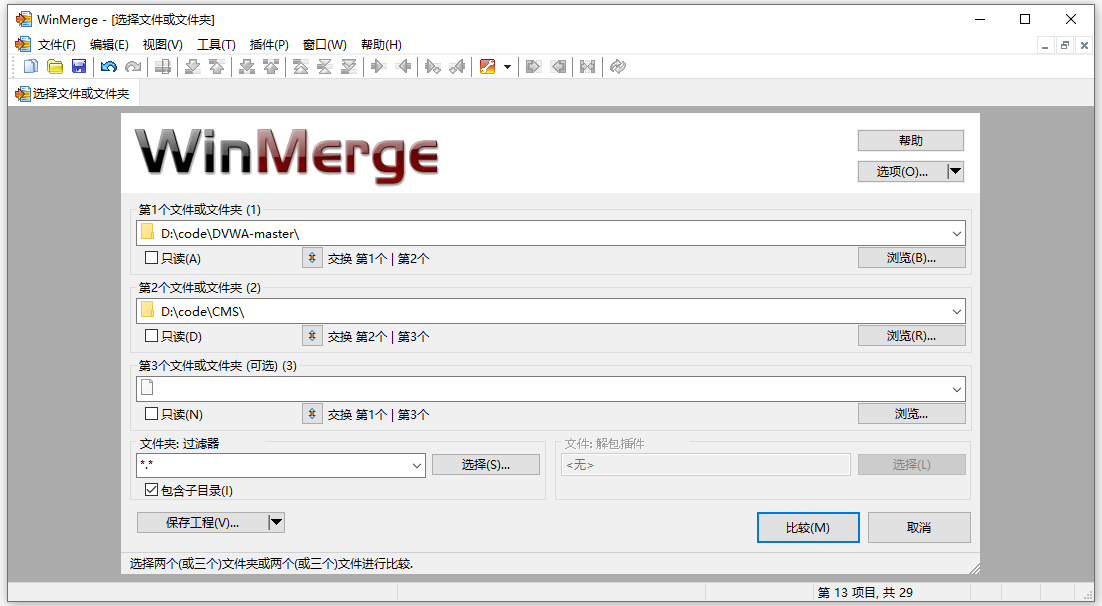 WinMerge - [选择文件或文件夹]
文件(F) 编辑(E) 视图(V) 工具(T) 插件(P) 窗口(W) 帮助(H)
选择文件或文件夹
WinMerge
帮助
选项(O)...
第1个文件或文件夹 (1)
D:\code\DVWA-master\
只读(A) 交换 第1个 | 第2个 浏览(B)...
第2个文件或文件夹 (2)
D:\code\CMS\
只读(D) 交换 第2个 | 第3个 浏览(R)...
第3个文件或文件夹 (可选) (3)
只读(N) 交换 第1个 | 第3个 浏览...
文件夹: 过滤器 文件: 解包插件
*.* 选择(S)... <无> 选择(L)
包含子目录(I)
保存工程(V)... 比较(M) 取消
选择两个(或三个)文件夹或两个(或三个)文件进行比较.
第 13 项目, 共 29